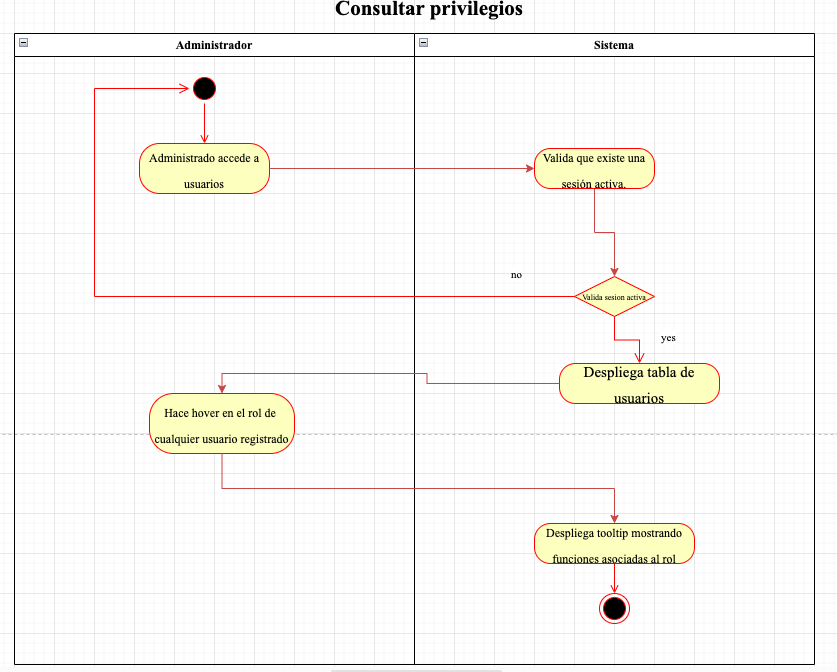 Consultar privilegios
Administrador
Sistema
Administrado accede a
usuarios
Valida que existe una
sesión activa.
no
Valida sesion activa
yes
Despliega tabla de
usuarios
Hace hover en el rol de
cualquier usuario registrado
Despliega tooltip mostrando
funciones asociadas al rol